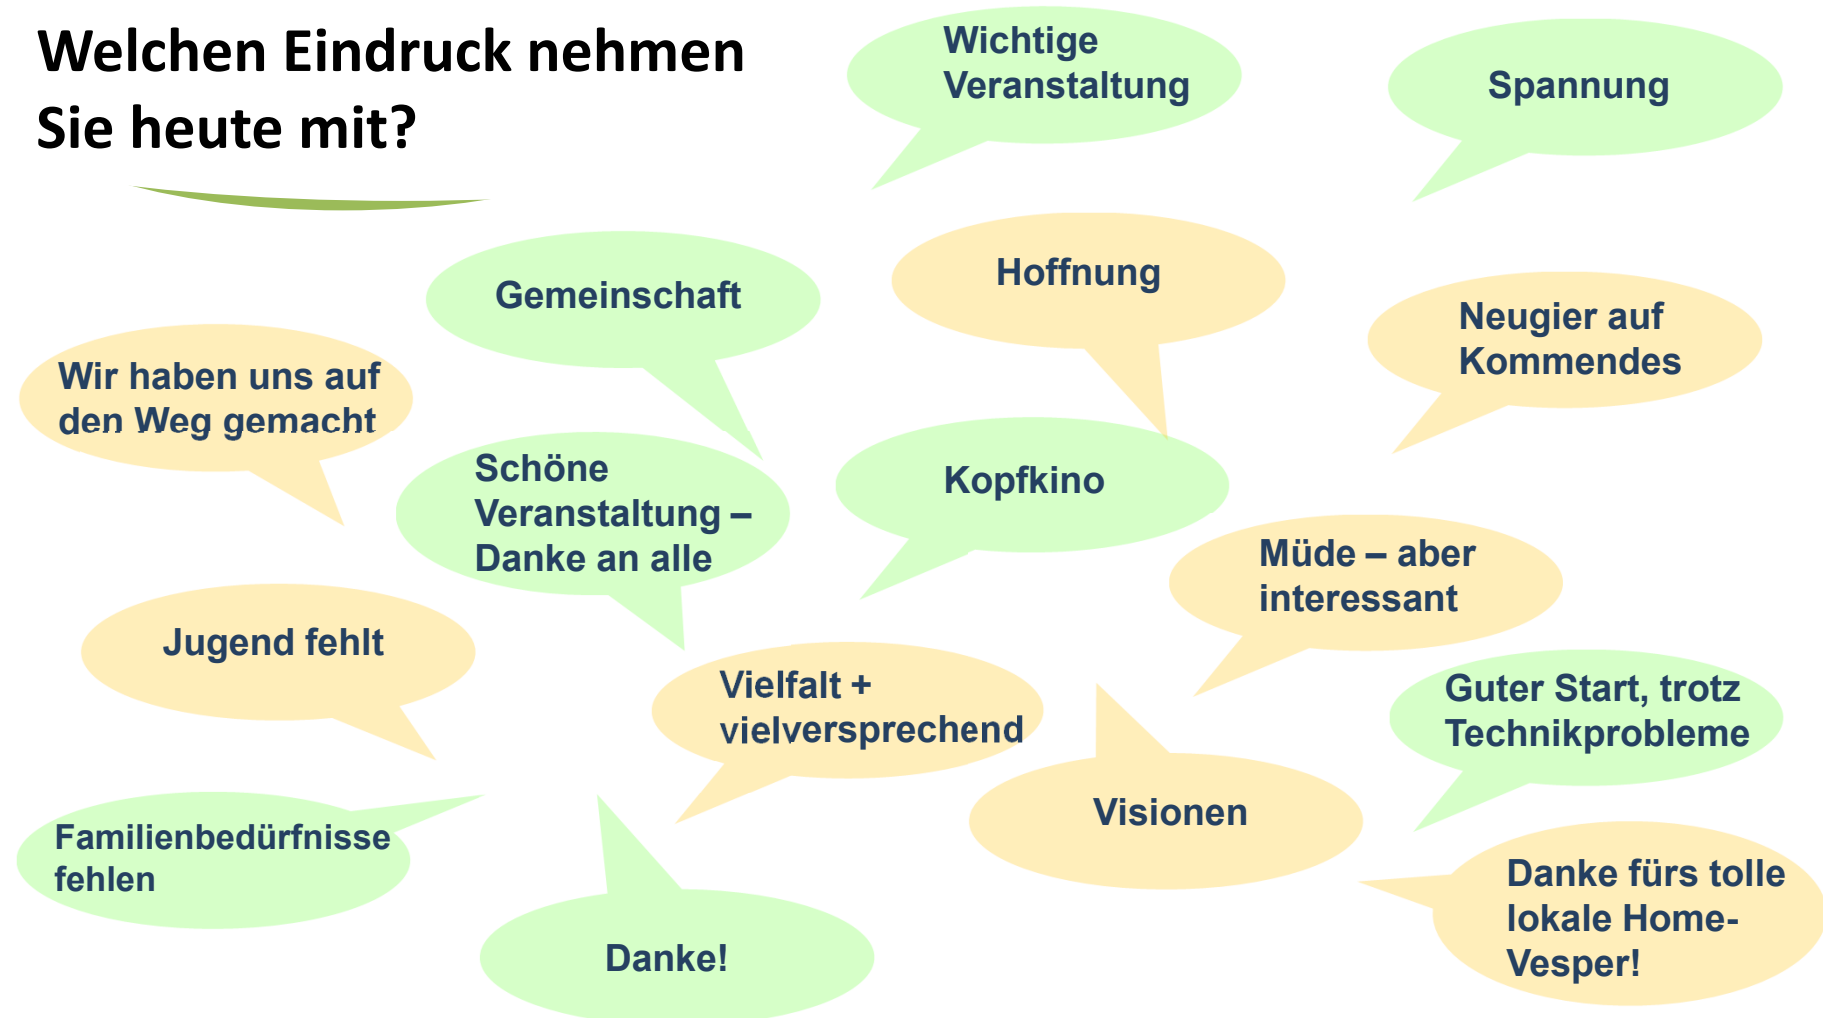 Welchen Eindruck nehmen
Sie heute mit?
Wichtige
Veranstaltung
Spannung
Gemeinschaft
Hoffnung
Neugier auf
Kommendes
Wir haben uns auf
den Weg gemacht
Schöne
Veranstaltung –
Danke an alle
Kopfkino
Müde – aber
interessant
Jugend fehlt
Vielfalt +
vielversprechend
Guter Start, trotz
Technikprobleme
Visionen
Familienbedürfnisse
fehlen
Danke!
Danke fürs tolle
lokale Home-
Vesper!